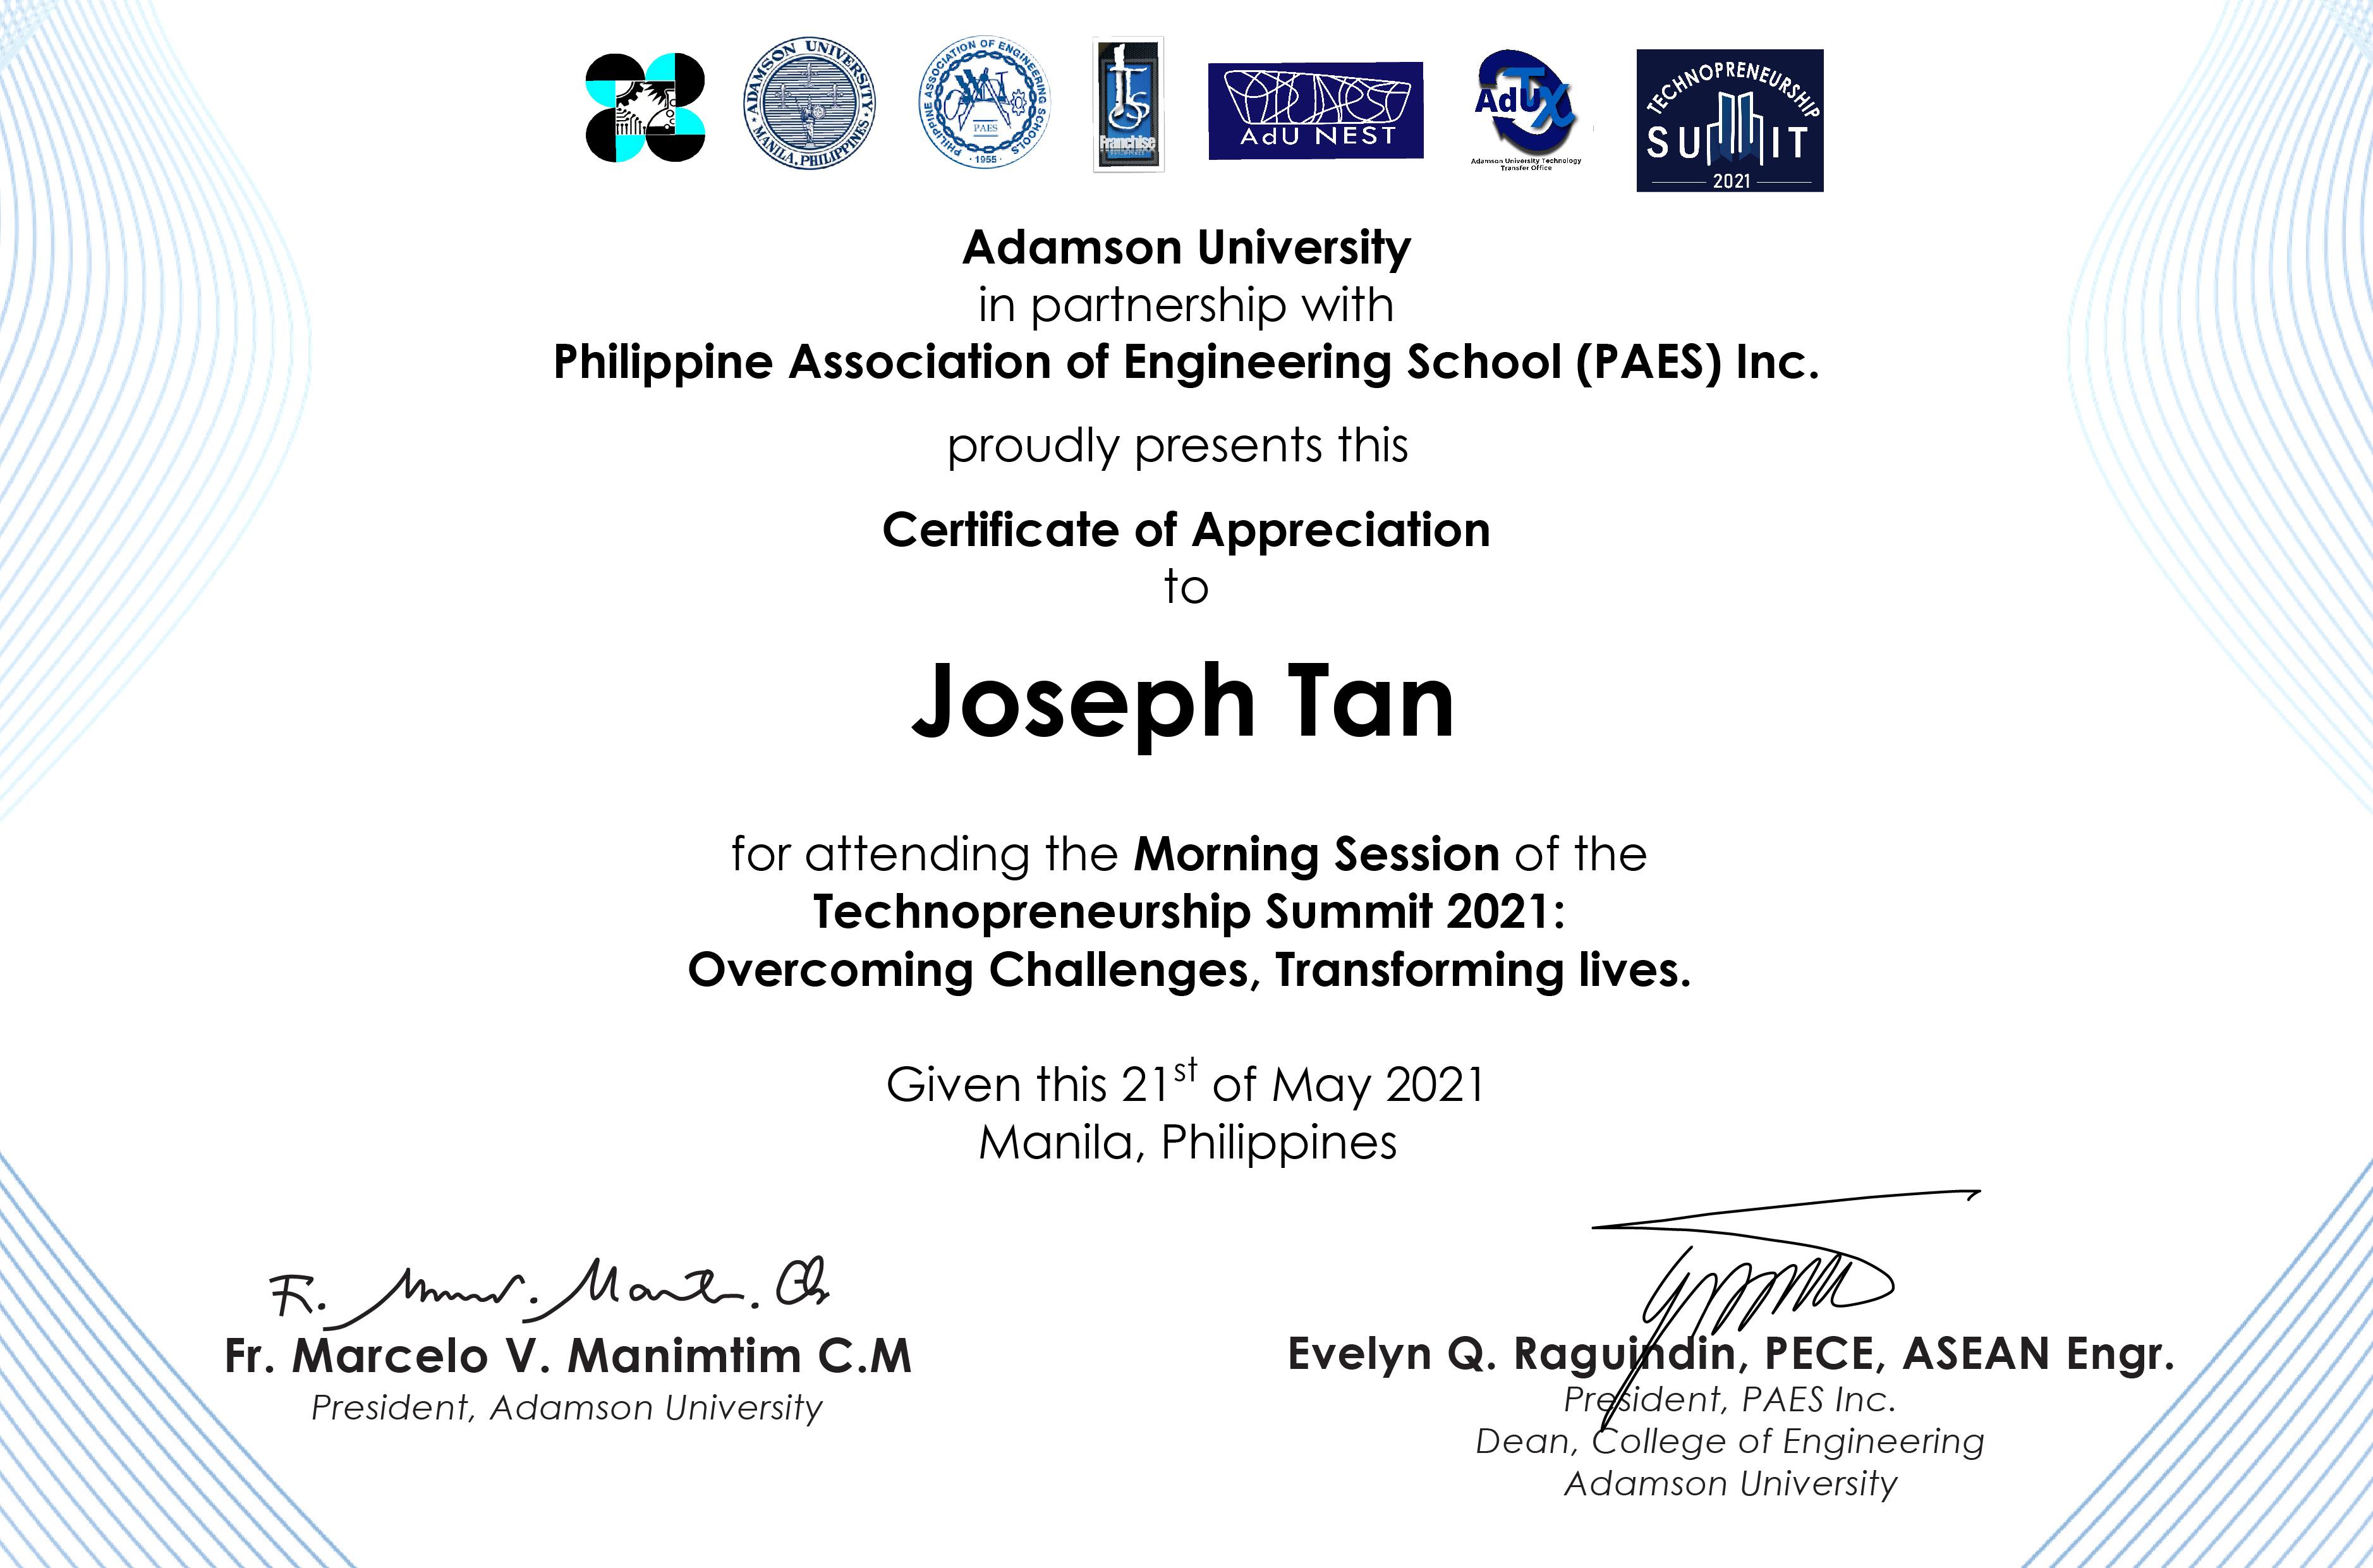 ADAMSON UNIVERSITY
MANILA, PHILIPPINES
PHILIPPINE ASSOCIATION OF ENGINEERING SCHOOLS
PAES
1955
Franchise
AdU NEST
AdUTX
Adamson University Technology
Transfer Office
TECHNOPRENEURSHIP
SUMMIT
2021
Adamson University
in partnership with
Philippine Association of Engineering School (PAES) Inc.
proudly presents this
Certificate of Appreciation
to
Joseph Tan
for attending the Morning Session of the
Technopreneurship Summit 2021:
Overcoming Challenges, Transforming lives.
Given this 21st of May 2021
Manila, Philippines
Fr. Marcelo V. Manimtim C.M
President, Adamson University
Evelyn Q. Raguindin, PECE, ASEAN Engr.
President, PAES Inc.
Dean, College of Engineering
Adamson University